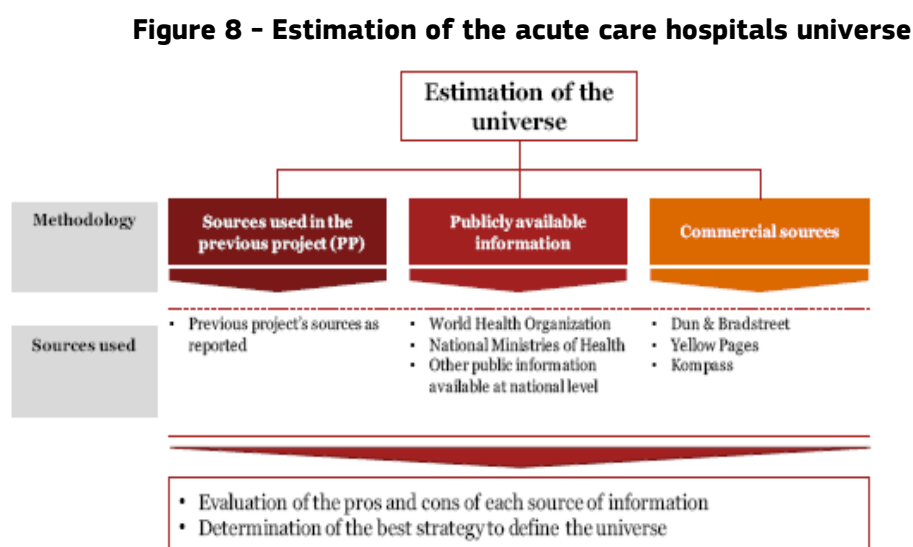 Figure 8 – Estimation of the acute care hospitals universe
Estimation of the
universe
Methodology
Sources used in the
previous project (PP)
Publicly available
information
Commercial sources
Sources used
• Previous project's sources as
reported
• World Health Organization
• National Ministries of Health
• Other public information
available at national level
• Dun & Bradstreet
• Yellow Pages
• Kompass
• Evaluation of the pros and cons of each source of information
• Determination of the best strategy to define the universe